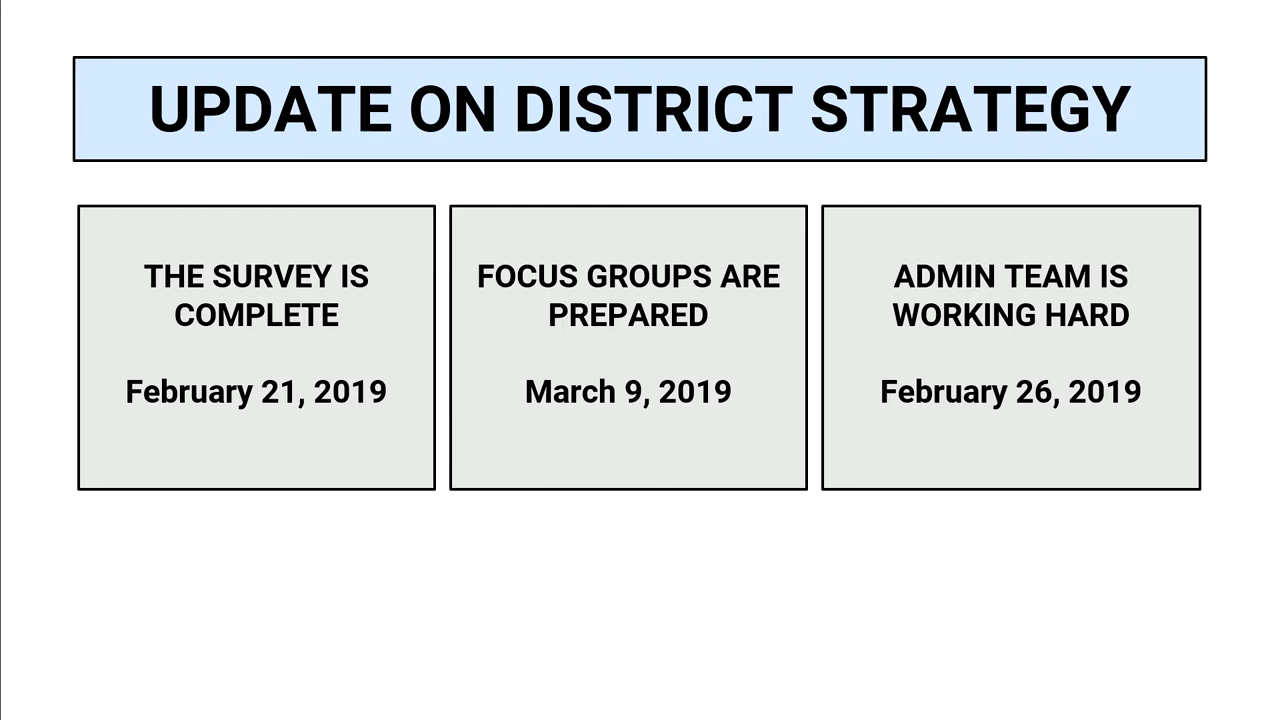 UPDATE ON DISTRICT STRATEGY
THE SURVEY IS
COMPLETE
February 21, 2019
FOCUS GROUPS ARE
PREPARED
March 9, 2019
ADMIN TEAM IS
WORKING HARD
February 26, 2019